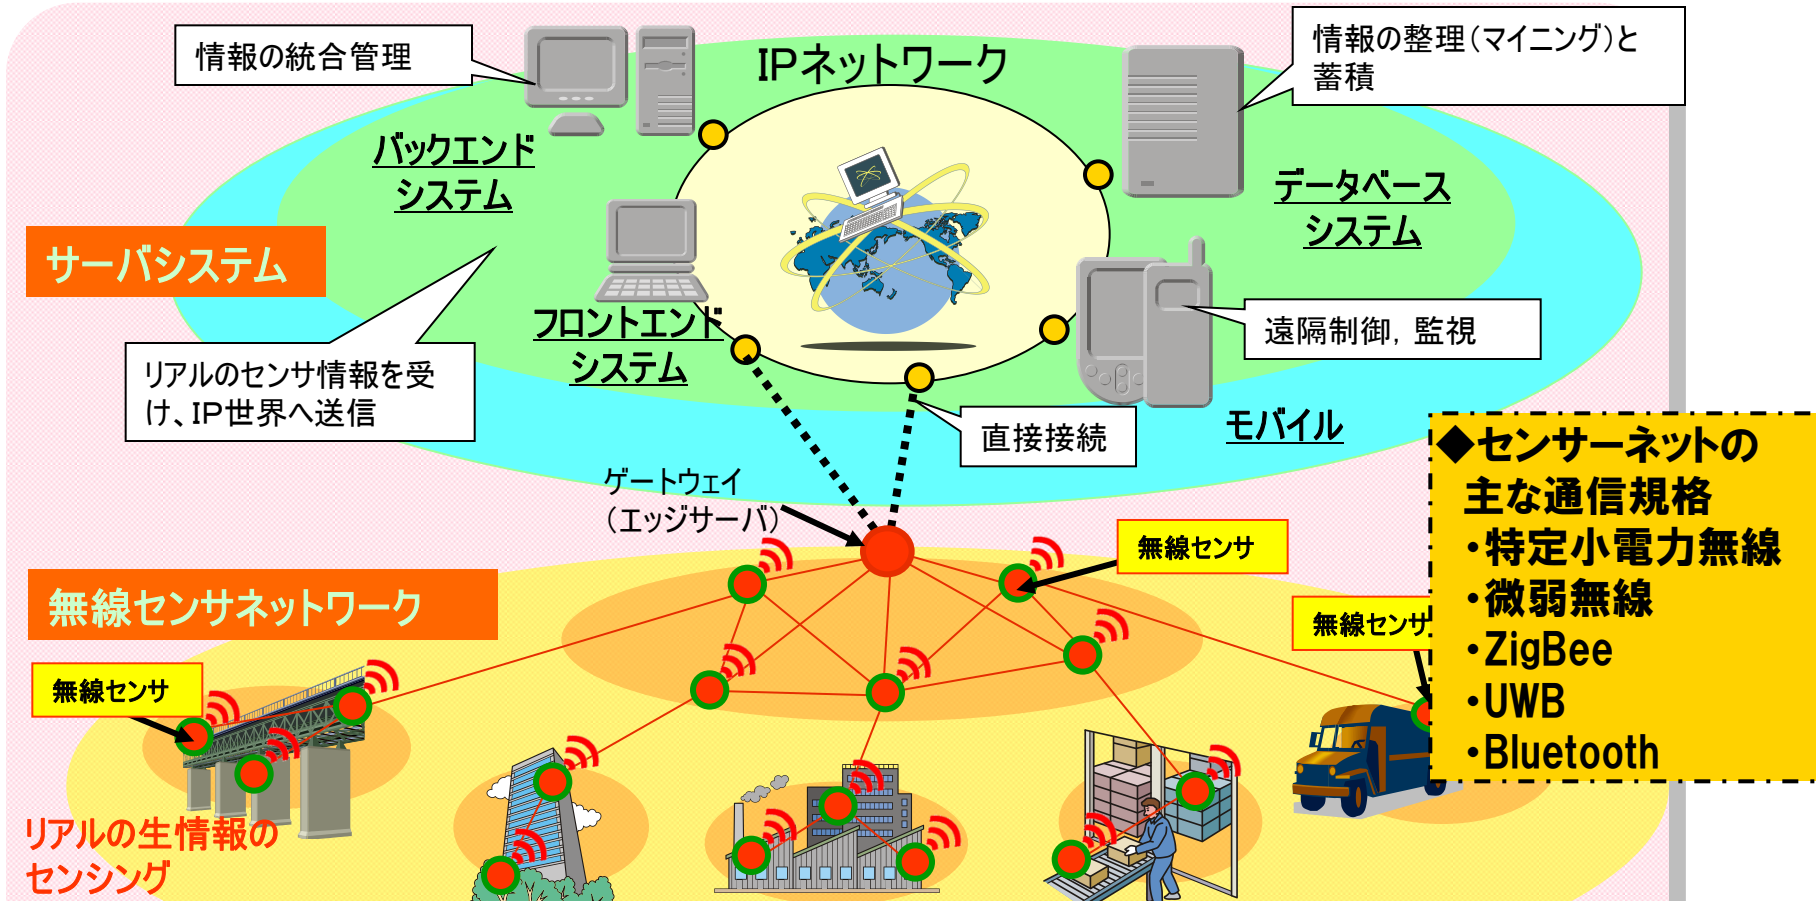 情報の統合管理
IPネットワーク
情報の整理（マイニング）と
蓄積
バックエンド
システム
データベース
システム
サーバシステム
フロントエンド
システム
遠隔制御，監視
リアルのセンサ情報を受
け、IP世界へ送信
直接接続
モバイル
ゲートウェイ
（エッジサーバ）
◆センサーネットの
主な通信規格
・特定小電力無線
・微弱無線
・ZigBee
・UWB
・Bluetooth
無線センサ
無線センサネットワーク
無線センサ
無線センサ
リアルの生情報の
センシング